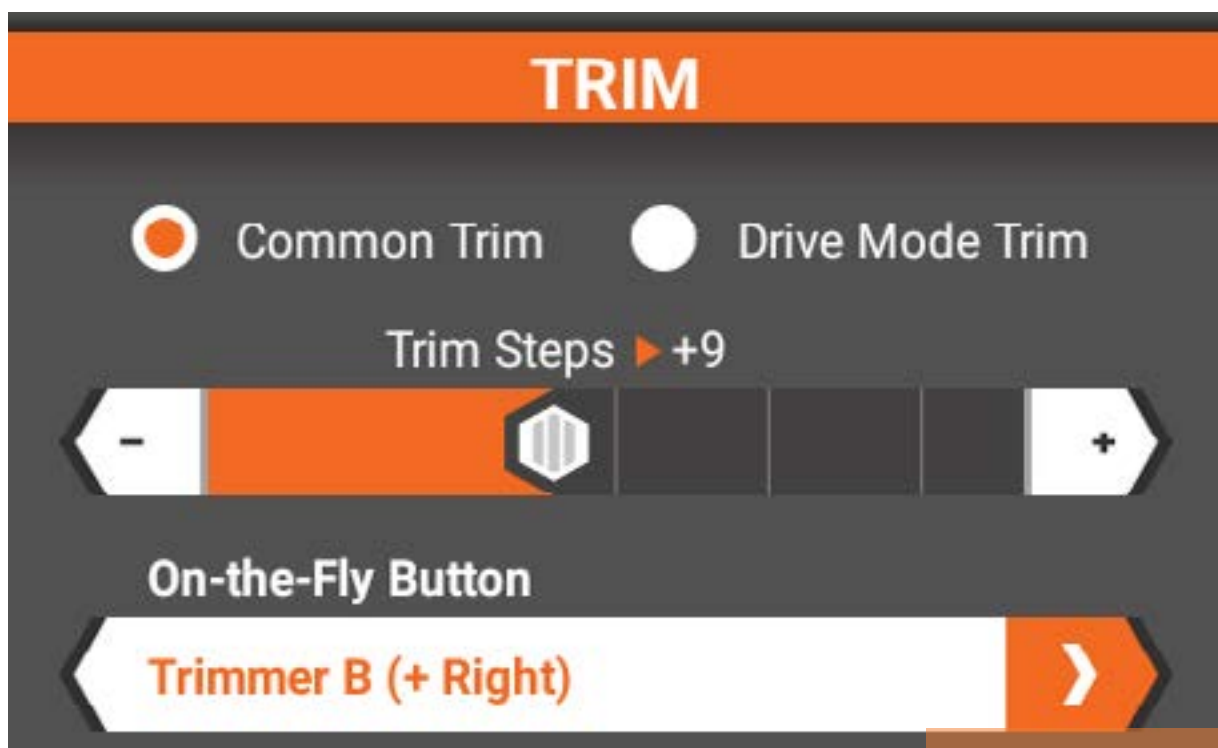 TRIM
Common Trim Drive Mode Trim
Trim Steps ▶ +9
- +
On-the-Fly Button
Trimmer B (+ Right) ❯